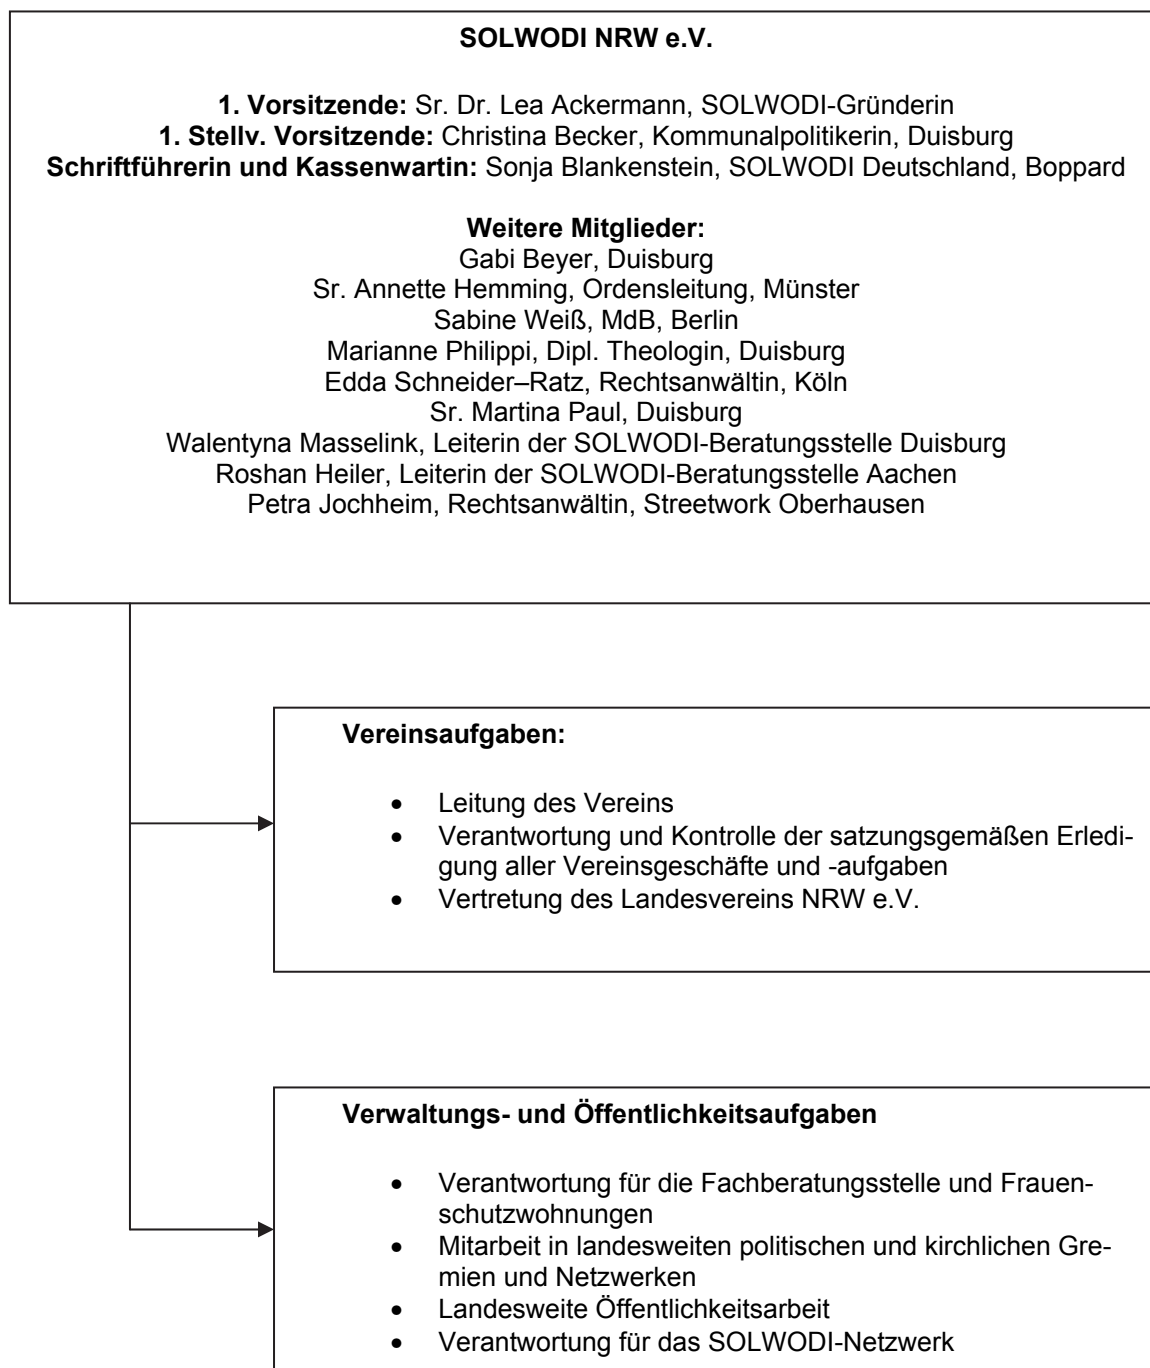 SOLWODI NRW e.V.
1. Vorsitzende: Sr. Dr. Lea Ackermann, SOLWODI-Gründerin
1. Stellv. Vorsitzende: Christina Becker, Kommunalpolitikerin, Duisburg
Schriftführerin und Kassenwartin: Sonja Blankenstein, SOLWODI Deutschland, Boppard
Weitere Mitglieder:
Gabi Beyer, Duisburg
Sr. Annette Hemming, Ordensleitung, Münster
Sabine Weiß, MdB, Berlin
Marianne Philippi, Dipl. Theologin, Duisburg
Edda Schneider–Ratz, Rechtsanwältin, Köln
Sr. Martina Paul, Duisburg
Walentyna Masselink, Leiterin der SOLWODI-Beratungsstelle Duisburg
Roshan Heiler, Leiterin der SOLWODI-Beratungsstelle Aachen
Petra Jochheim, Rechtsanwältin, Streetwork Oberhausen
Vereinsaufgaben:
• Leitung des Vereins
• Verantwortung und Kontrolle der satzungsgemäßen Erledi-
gung aller Vereinsgeschäfte und -aufgaben
• Vertretung des Landesvereins NRW e.V.
Verwaltungs- und Öffentlichkeitsaufgaben
• Verantwortung für die Fachberatungsstelle und Frauen-
schutzwohnungen
• Mitarbeit in landesweiten politischen und kirchlichen Gre-
mien und Netzwerken
• Landesweite Öffentlichkeitsarbeit
• Verantwortung für das SOLWODI-Netzwerk